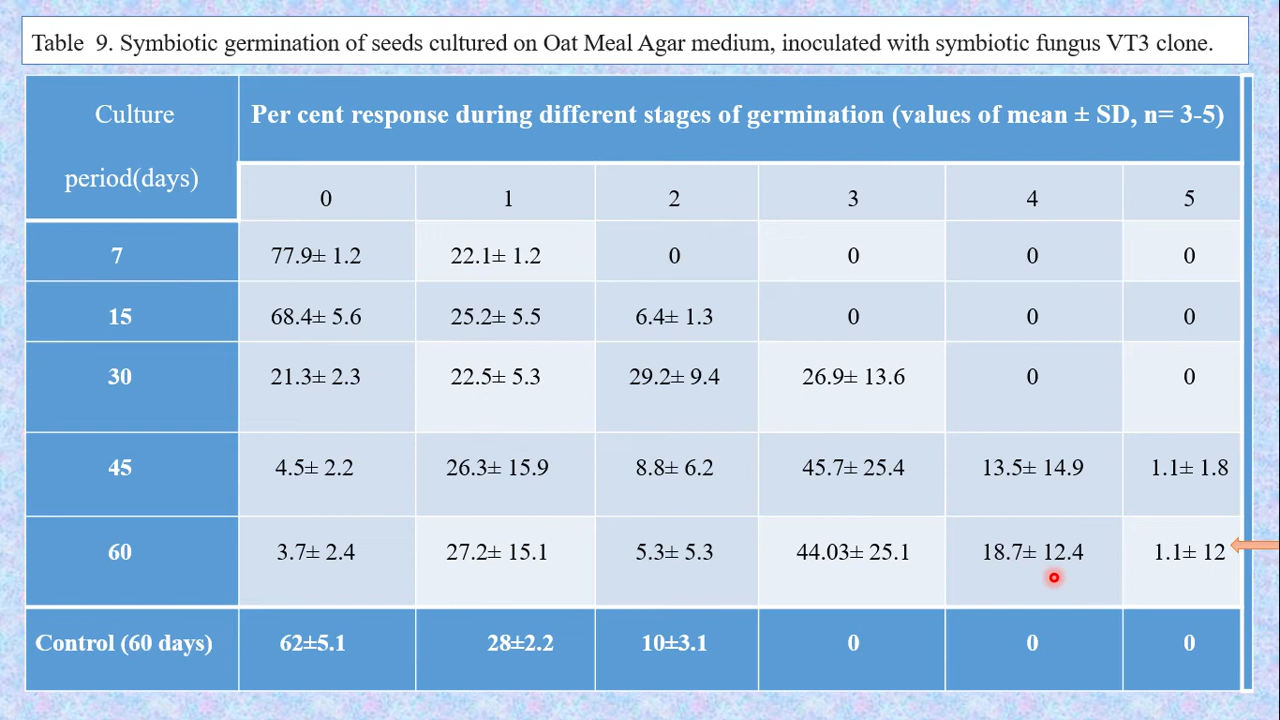 Table 9. Symbiotic germination of seeds cultured on Oat Meal Agar medium, inoculated with symbiotic fungus VT3 clone.
Culture period(days) Per cent response during different stages of germination (values of mean ± SD, n= 3-5)
0 1 2 3 4 5
7 77.9± 1.2 22.1± 1.2 0 0 0 0
15 68.4± 5.6 25.2± 5.5 6.4± 1.3 0 0 0
30 21.3± 2.3 22.5± 5.3 29.2± 9.4 26.9± 13.6 0 0
45 4.5± 2.2 26.3± 15.9 8.8± 6.2 45.7± 25.4 13.5± 14.9 1.1± 1.8
60 3.7± 2.4 27.2± 15.1 5.3± 5.3 44.03± 25.1 18.7± 12.4 1.1± 12
Control (60 days) 62±5.1 28±2.2 10±3.1 0 0 0